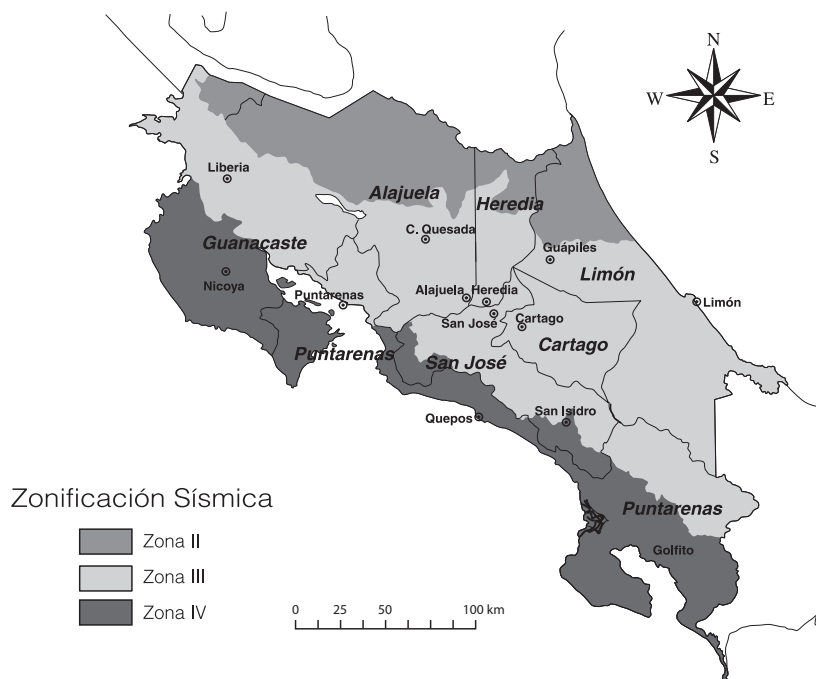 N
W E
S
Liberia
Alajuela
Heredia
C. Quesada
Guanacaste
Guápiles
Limón
Nicoya
Alajuela Heredia
Puntarenas
Limón
San José
Cartago
Cartago
Puntarenas
San José
Quepos
San Isidro
Puntarenas
Golfito
Zonificación Sísmica
Zona II
Zona III
Zona IV
0 25 50 100 km